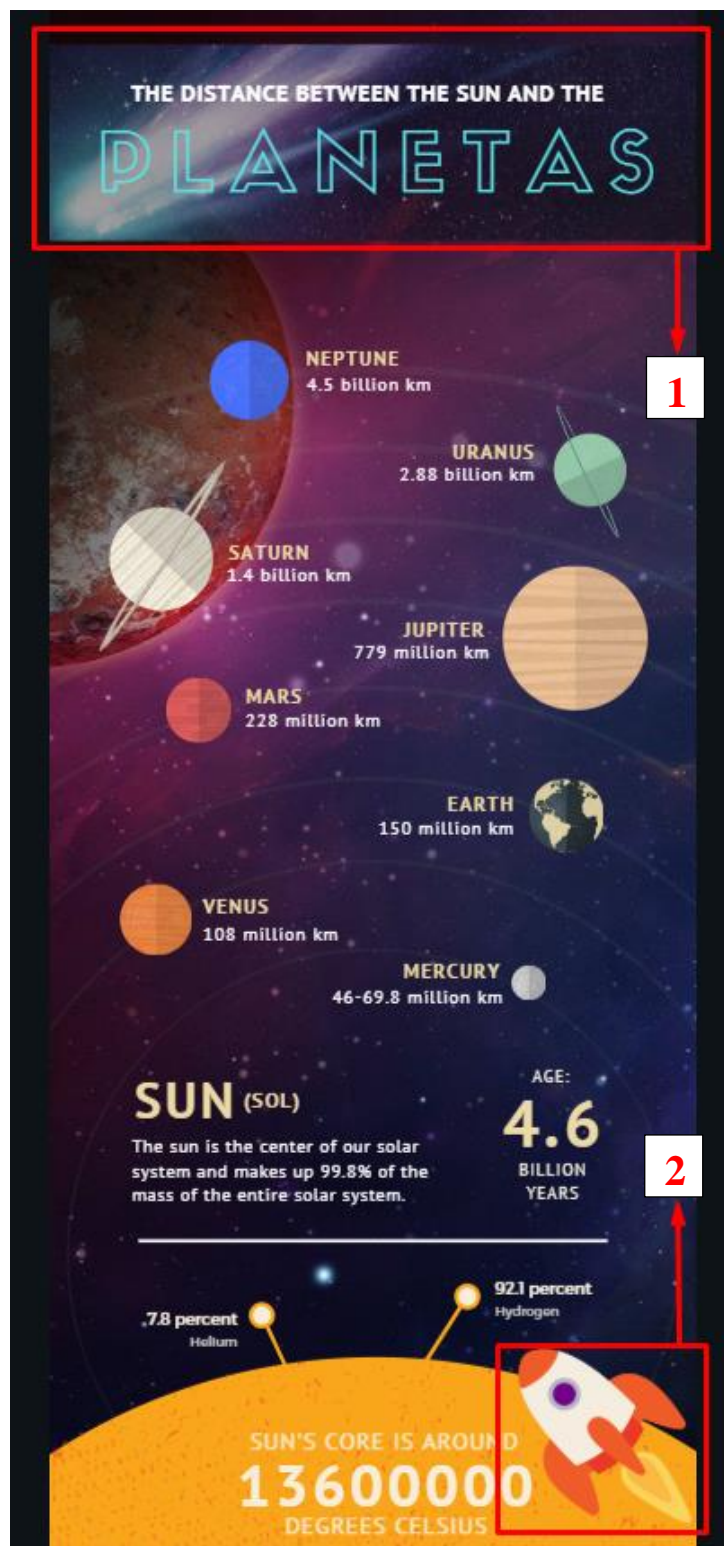 THE DISTANCE BETWEEN THE SUN AND THE
PLANETAS
1
NEPTUNE
4.5 billion km
URANUS
2.88 billion km
SATURN
1.4 billion km
JUPITER
779 million km
MARS
228 million km
EARTH
150 million km
VENUS
108 million km
MERCURY
46-69.8 million km
SUN (SOL)
The sun is the center of our solar
system and makes up 99.8% of the
mass of the entire solar system.
AGE:
4.6
BILLION
YEARS
2
.7.8 percent
Helium
92.1 percent
Hydrogen
SUN'S CORE IS AROUND
13600000
DEGREES CELSIUS